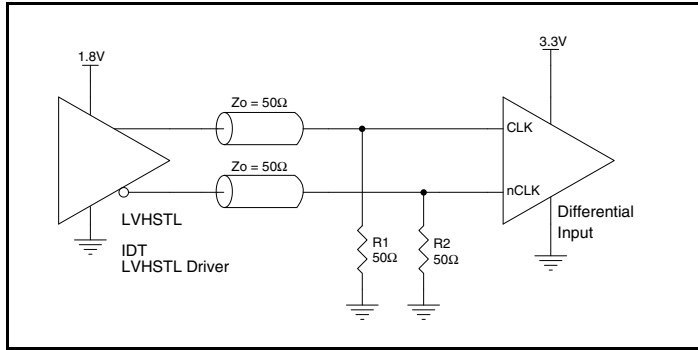 1.8V
3.3V
Zo = 50Ω
CLK
Zo = 50Ω
nCLK
LVHSTL
IDT
LVHSTL Driver
R1
50Ω
R2
50Ω
Differential
Input